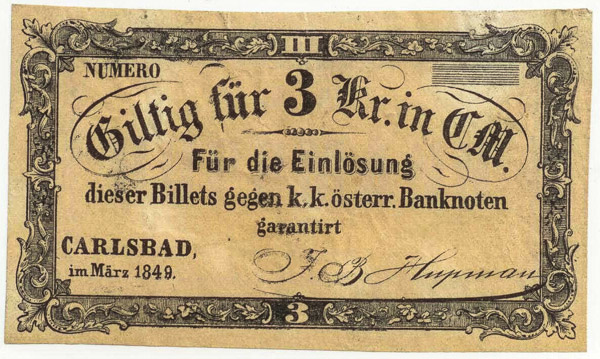 III
NUMERO
Giltig für 3 Kr. in CM.
Für die Einlösung
dieser Billets gegen k. k. österr. Banknoten
garantirt
CARLSBAD,
im März 1849.
F. B Hupman
3